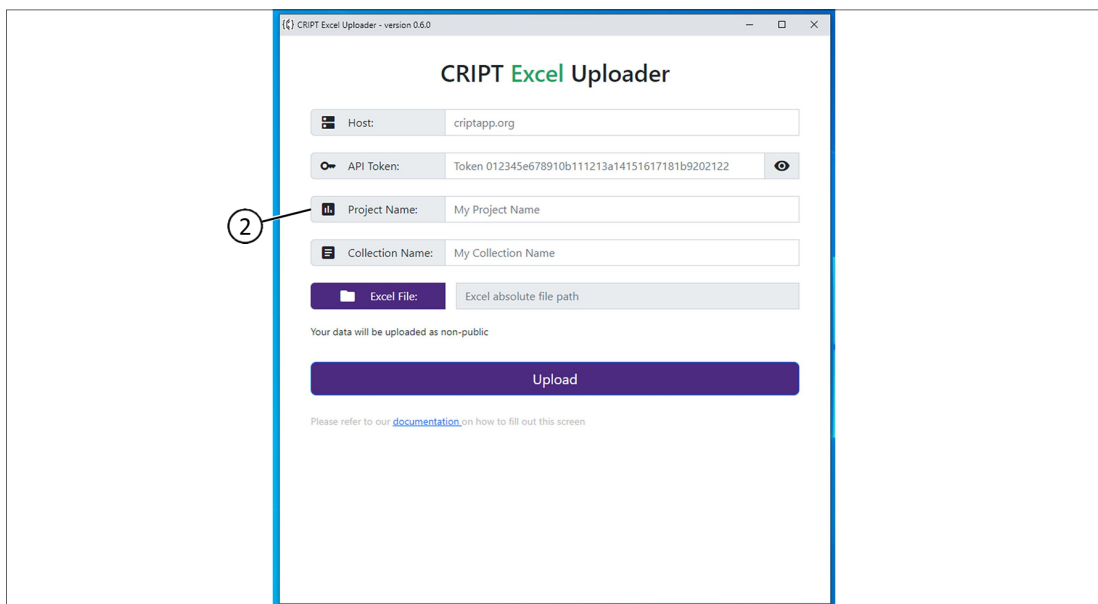 CRIPT Excel Uploader - version 0.6.0
CRIPT Excel Uploader
Host: criptapp.org
API Token: Token 012345e678910b111213a14151617181b9202122
2
Project Name: My Project Name
Collection Name: My Collection Name
Excel File: Excel absolute file path
Your data will be uploaded as non-public
Upload
Please refer to our documentation on how to fill out this screen